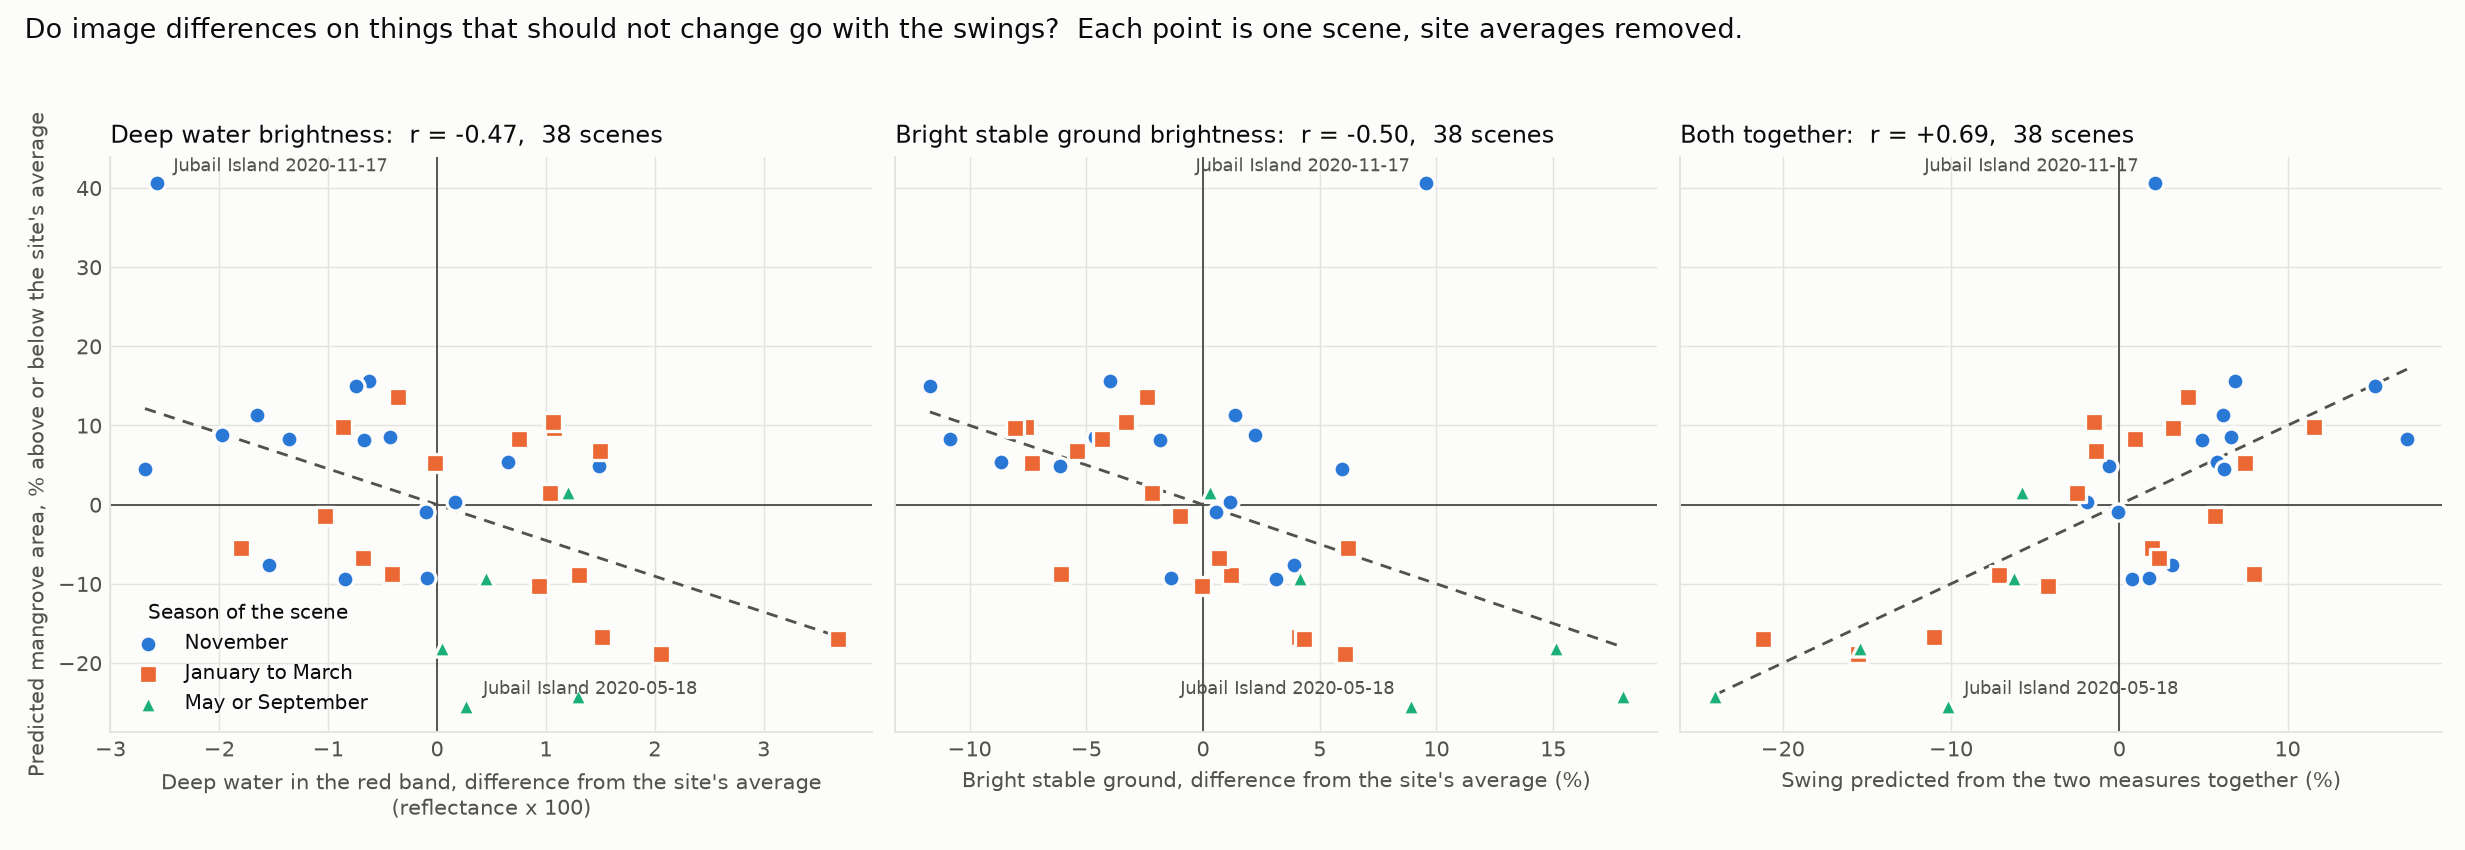 Do image differences on things that should not change go with the swings?  Each point is one scene, site averages removed.
Predicted mangrove area, % above or below the site's average
Deep water brightness:  r = -0.47,  38 scenes
Jubail Island 2020-11-17
40
30
20
10
0
−10
−20
Season of the scene
November
January to March
May or September
Jubail Island 2020-05-18
−3
−2
−1
0
1
2
3
Deep water in the red band, difference from the site's average
(reflectance x 100)
Bright stable ground brightness:  r = -0.50,  38 scenes
Jubail Island 2020-11-17
Jubail Island 2020-05-18
−10
−5
0
5
10
15
Bright stable ground, difference from the site's average (%)
Both together:  r = +0.69,  38 scenes
Jubail Island 2020-11-17
Jubail Island 2020-05-18
−20
−10
0
10
Swing predicted from the two measures together (%)